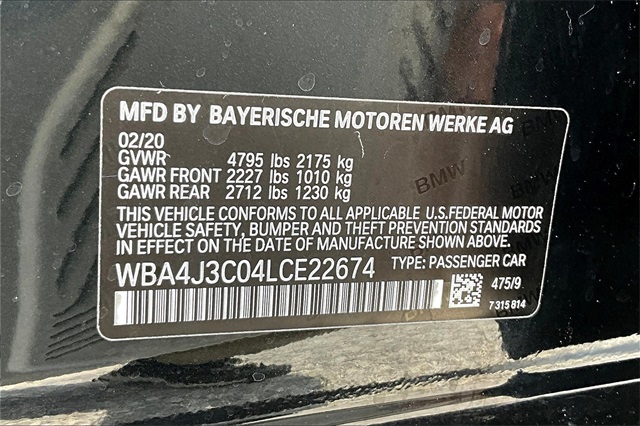 MFD BY BAYERISCHE MOTOREN WERKE AG
02/20
GVWR 4795 lbs 2175 kg
GAWR FRONT 2227 lbs 1010 kg
GAWR REAR 2712 lbs 1230 kg
THIS VEHICLE CONFORMS TO ALL APPLICABLE U.S.FEDERAL MOTOR
VEHICLE SAFETY, BUMPER AND THEFT PREVENTION STANDARDS
IN EFFECT ON THE DATE OF MANUFACTURE SHOWN ABOVE.
WBA4J3C04LCE22674 TYPE: PASSENGER CAR
475/9
7 315 814
BMW
BMW
BMW